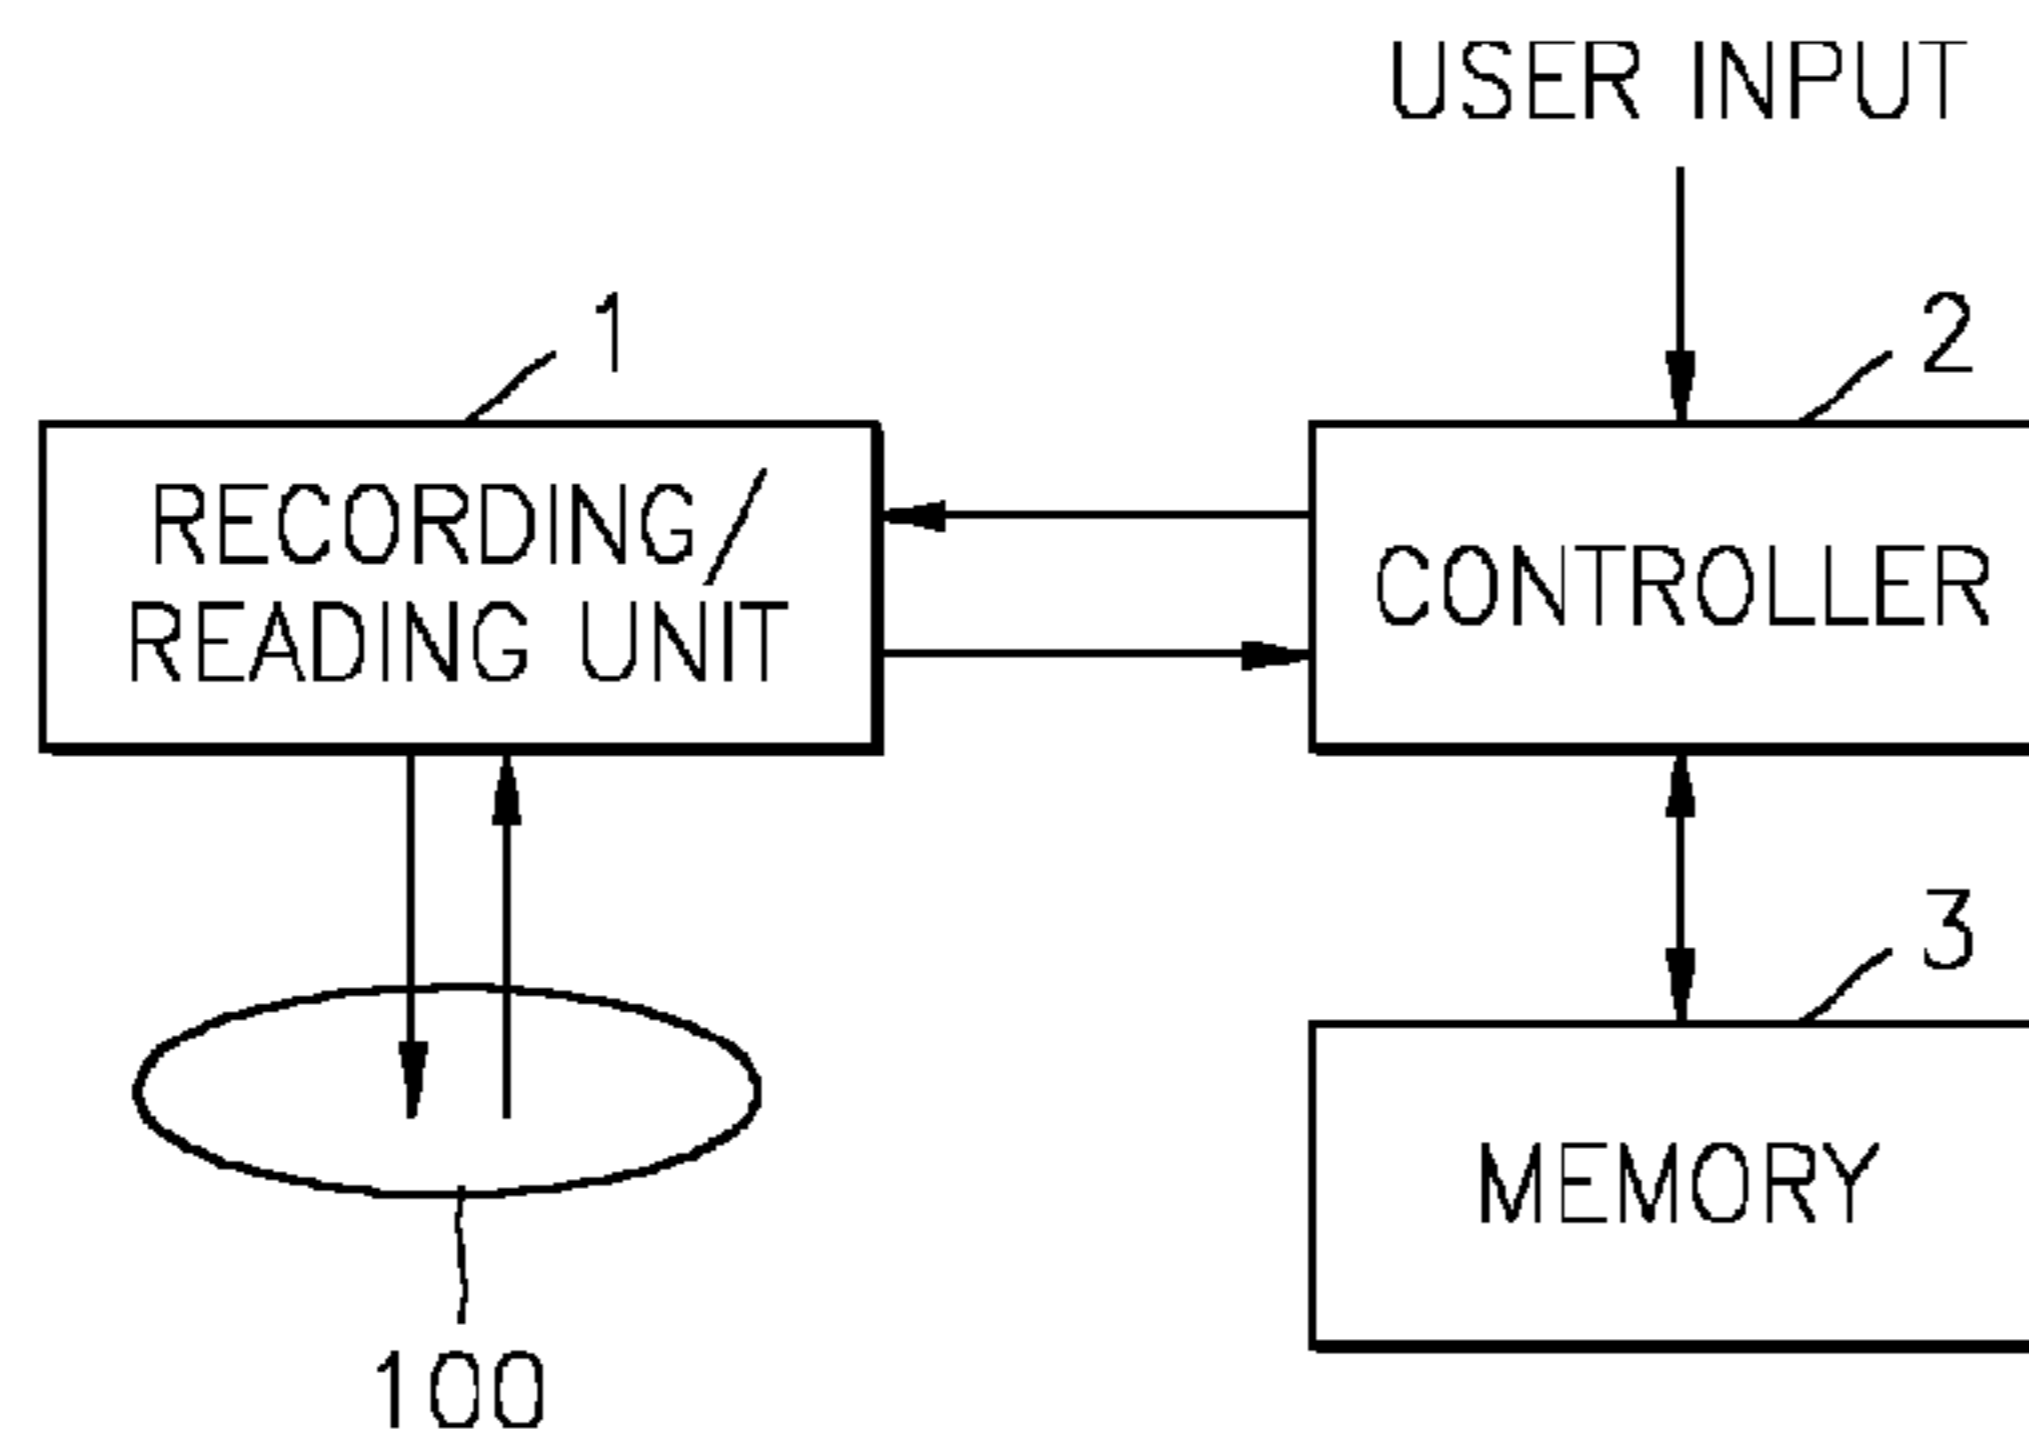 USER INPUT
1
2
RECORDING/
READING UNIT
CONTROLLER
3
MEMORY
100